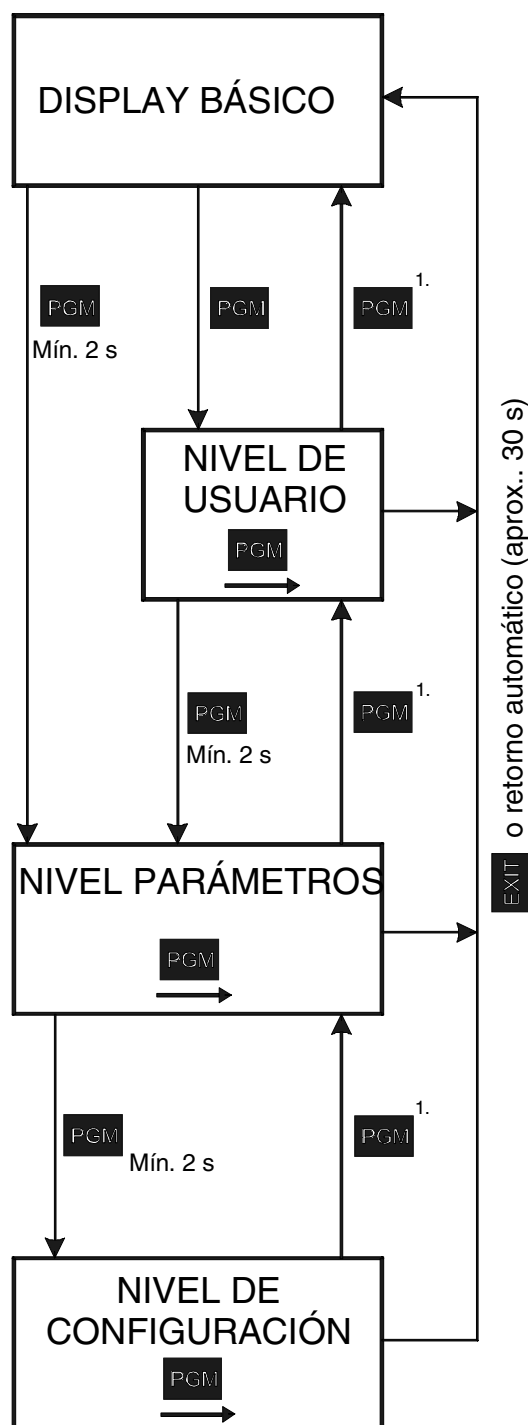 DISPLAY BÁSICO
PGM
Mín. 2 s
PGM
PGM 1.
NIVEL DE
USUARIO
PGM
PGM
Mín. 2 s
PGM 1.
NIVEL PARÁMETROS
PGM
PGM
Mín. 2 s
PGM 1.
NIVEL DE
CONFIGURACIÓN
PGM
EXIT o retorno automático (aprox.. 30 s)